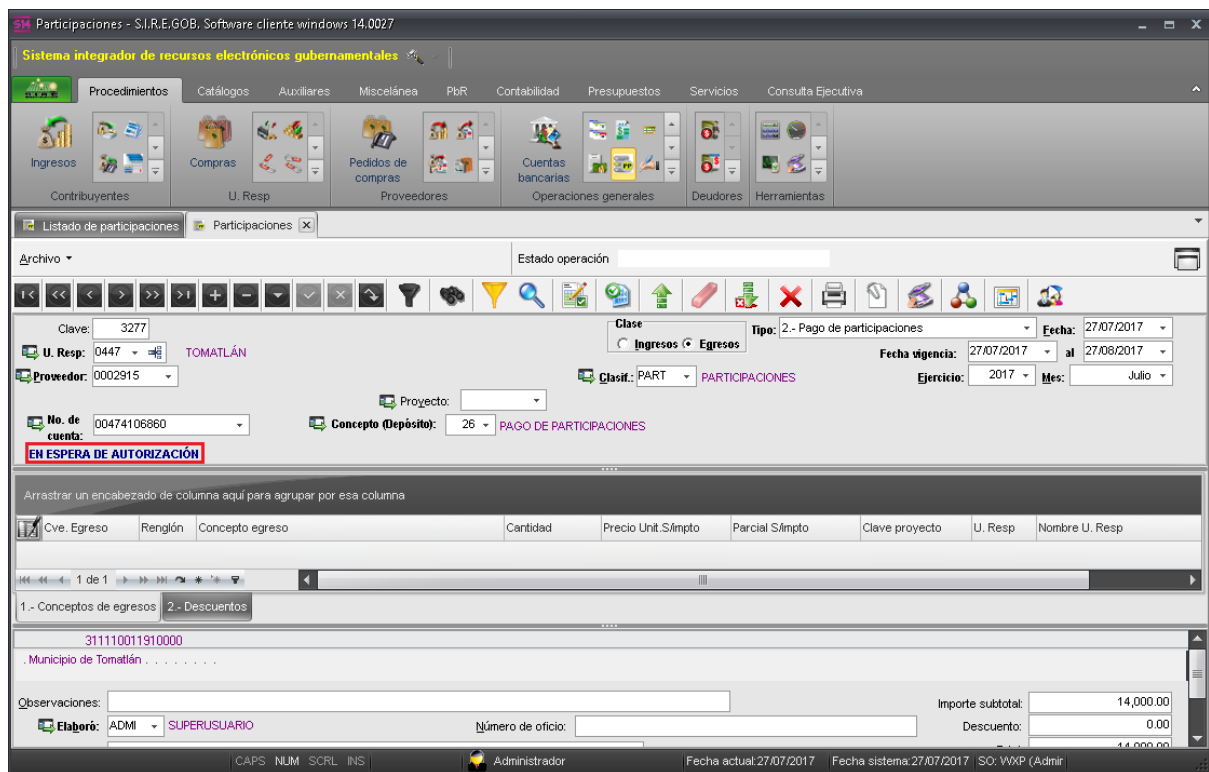 Participaciones - S.I.R.E.GOB, Software cliente windows 14.0027
Sistema integrador de recursos electrónicos gubernamentales
Procedimientos Catálogos Auxiliares Miscelánea PbR Contabilidad Presupuestos Servicios Consulta Ejecutiva
Ingresos Compras Pedidos de compras Cuentas bancarias
Contribuyentes U. Resp Proveedores Operaciones generales Deudores Herramientas
Listado de participaciones Participaciones
Archivo Estado operación
Clave: 3277 Clase Tipo: 2.- Pago de participaciones Fecha: 27/07/2017
Ingresos Egresos
U. Resp: 0447 TOMATLÁN Fecha vigencia: 27/07/2017 al 27/08/2017
Proveedor: 0002915 Clasif.: PART PARTICIPACIONES Ejercicio: 2017 Mes: Julio
Proyecto:
No. de cuenta: 00474106860 Concepto (Depósito): 26 PAGO DE PARTICIPACIONES
EN ESPERA DE AUTORIZACIÓN
Arrastrar un encabezado de columna aquí para agrupar por esa columna
Cve. Egreso Renglón Concepto egreso Cantidad Precio Unit.S/impto Parcial S/impto Clave proyecto U. Resp Nombre U. Resp
1 de 1
1.- Conceptos de egresos 2.- Descuentos
311110011910000
. Municipio de Tomatlán . . . . . . . .
Observaciones: Importe subtotal: 14,000.00
Elaboró: ADMI SUPERUSUARIO Número de oficio: Descuento: 0.00
14,000.00
CAPS NUM SCRL INS Administrador Fecha actual:27/07/2017 Fecha sistema:27/07/2017 SO: WXP (Admir